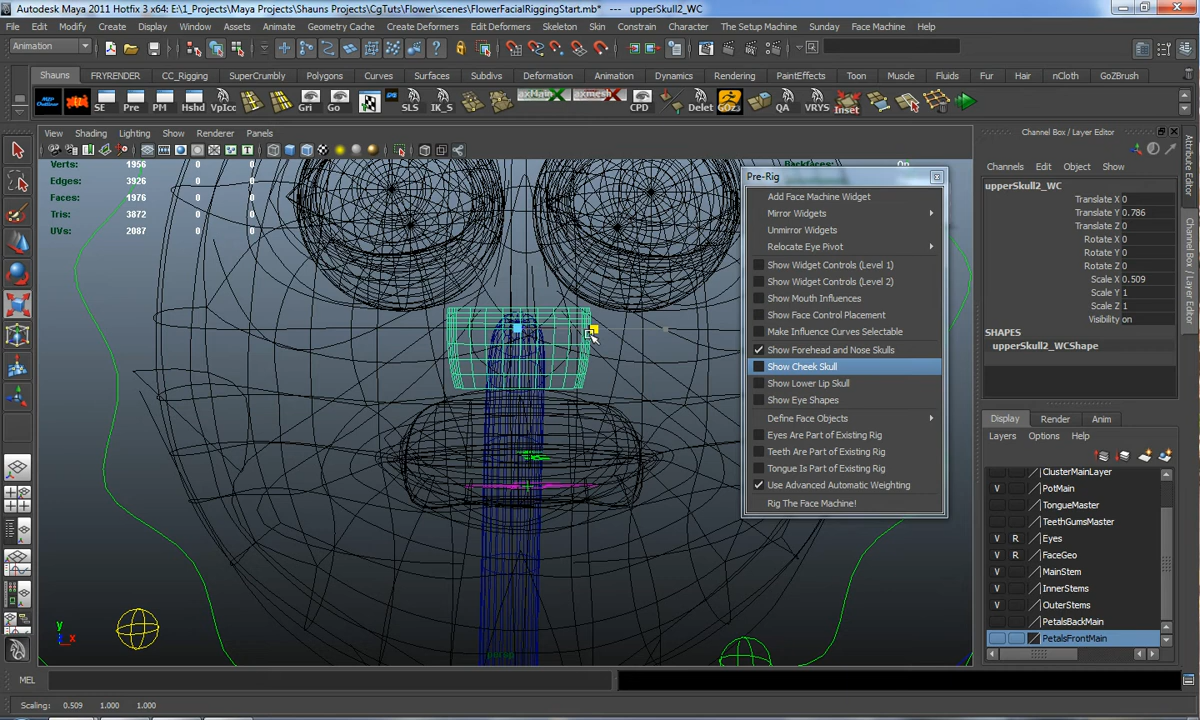 Autodesk Maya 2011 Hotfix 3 x64: E:\1_Projects\Maya Projects\Shauns Projects\CgTuts\Flower\scenes\FlowerFacialRiggingStart.mb* --- upperSkull2_WC
File Edit Modify Create Display Window Assets Animate Geometry Cache Create Deformers Edit Deformers Skeleton Skin Constrain Character Muscle Sunday Face Machine Help
Animation
Shauns FRYRENDER CC_Rigging SuperCrumbly Polygons Curves Surfaces Subdivs Deformation Animation Dynamics Rendering PaintEffects Toon Muscle Fluids Fur Hair nCloth GoZBrush
SE Pre PM Hshd VpIcc Gri Go SLS IK_S axMain axmesh CPD Delet GOZ3 QA VRYS Inset
View Shading Lighting Show Renderer Panels
Verts: 1956 0 0
Edges: 3926 0 0
Faces: 1976 0 0
Tris: 3872 0 0
UVs: 2087 0 0
Backfaces: On
Pre-Rig
Add Face Machine Widget
Mirror Widgets
Unmirror Widgets
Relocate Eye Pivot
Show Widget Controls (Level 1)
Show Widget Controls (Level 2)
Show Mouth Influences
Show Face Control Placement
Make Influence Curves Selectable
Show Forehead and Nose Skulls
Show Cheek Skull
Show Lower Lip Skull
Show Eye Shapes
Define Face Objects
Eyes Are Part of Existing Rig
Teeth Are Part of Existing Rig
Tongue Is Part of Existing Rig
Use Advanced Automatic Weighting
Rig The Face Machine!
y
x
persp
Channel Box / Layer Editor
Channels Edit Object Show
upperSkull2_WC
Translate X 0
Translate Y 0.786
Translate Z 0
Rotate X 0
Rotate Y 0
Rotate Z 0
Scale X 0.509
Scale Y 1
Scale Z 1
Visibility on
SHAPES
upperSkull2_WCShape
Display Render Anim
Layers Options Help
ClusterMainLayer
V PotMain
TongueMaster
TeethGumsMaster
V R Eyes
V R FaceGeo
V MainStem
V InnerStems
V OuterStems
PetalsBackMain
PetalsFrontMain
Attribute Editor
Channel Box / Layer Editor
MEL
Scaling: 0.509 1.000 1.000